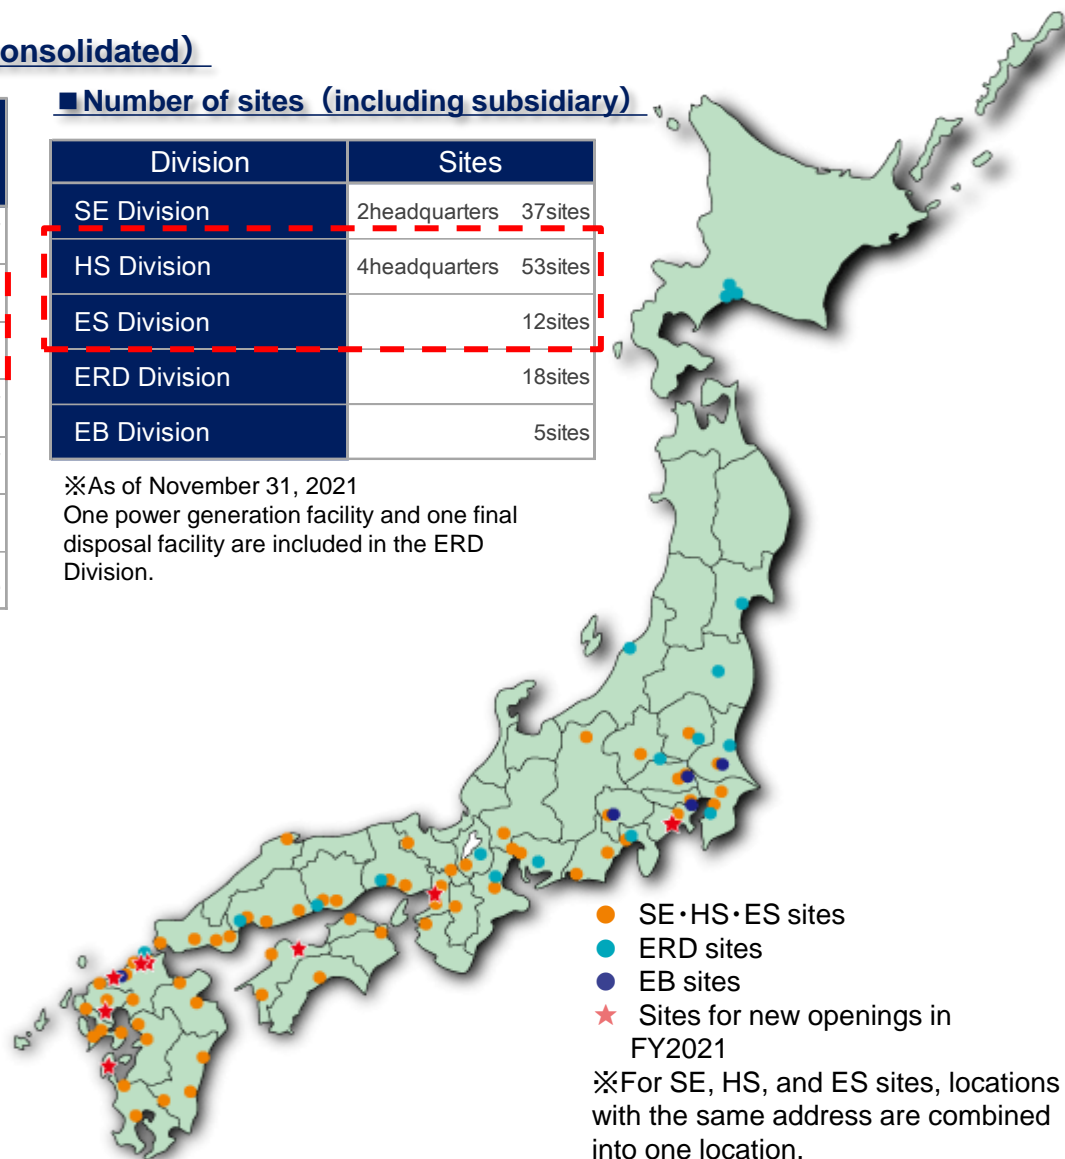 onsolidated）
■Number of sites（including subsidiary）
Division Sites
SE Division 2headquarters 37sites
HS Division 4headquarters 53sites
ES Division 12sites
ERD Division 18sites
EB Division 5sites
※As of November 31, 2021
One power generation facility and one final
disposal facility are included in the ERD
Division.
SE･HS･ES sites
ERD sites
EB sites
Sites for new openings in
FY2021
※For SE, HS, and ES sites, locations
with the same address are combined
into one location.